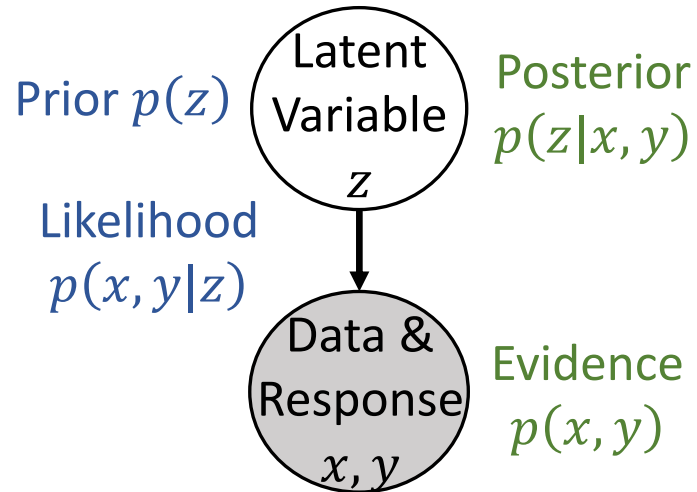 Latent
Variable
z
Prior p(z)
Posterior
p(z|x, y)
Likelihood
p(x, y|z)
Data &
Response
x, y
Evidence
p(x, y)